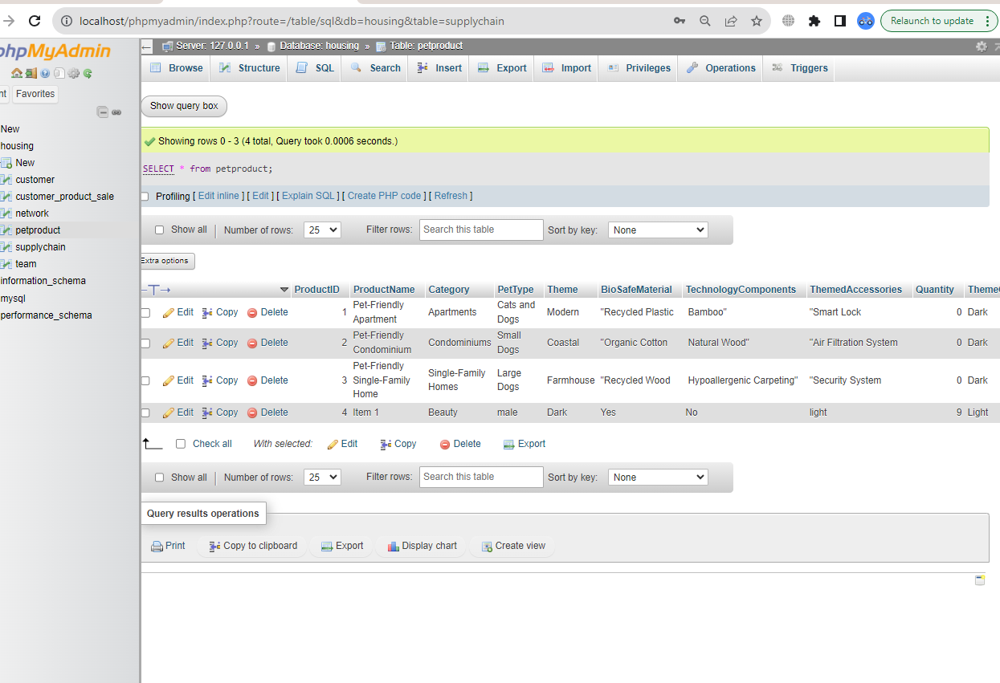 localhost/phpmyadmin/index.php?route=/table/sql&db=housing&table=supplychain
Relaunch to update
phpMyAdmin
Favorites
New
housing
New
customer
customer_product_sale
network
petproduct
supplychain
team
information_schema
mysql
performance_schema
Server: 127.0.0.1 » Database: housing » Table: petproduct
Browse Structure SQL Search Insert Export Import Privileges Operations Triggers
Show query box
Showing rows 0 - 3 (4 total, Query took 0.0006 seconds.)
SELECT * from petproduct;
Profiling [ Edit inline ] [ Edit ] [ Explain SQL ] [ Create PHP code ] [ Refresh ]
Show all Number of rows: 25 Filter rows: Search this table Sort by key: None
Extra options
ProductID ProductName Category PetType Theme BioSafeMaterial TechnologyComponents ThemedAccessories Quantity
Edit Copy Delete 1 Pet-Friendly Apartment Apartments Cats and Dogs Modern "Recycled Plastic Bamboo" "Smart Lock 0 Dark
Edit Copy Delete 2 Pet-Friendly Condominium Condominiums Small Dogs Coastal "Organic Cotton Natural Wood" "Air Filtration System 0 Dark
Edit Copy Delete 3 Pet-Friendly Single-Family Home Single-Family Homes Large Dogs Farmhouse "Recycled Wood Hypoallergenic Carpeting" "Security System 0 Dark
Edit Copy Delete 4 Item 1 Beauty male Dark Yes No light 9 Light
Check all With selected: Edit Copy Delete Export
Show all Number of rows: 25 Filter rows: Search this table Sort by key: None
Query results operations
Print Copy to clipboard Export Display chart Create view